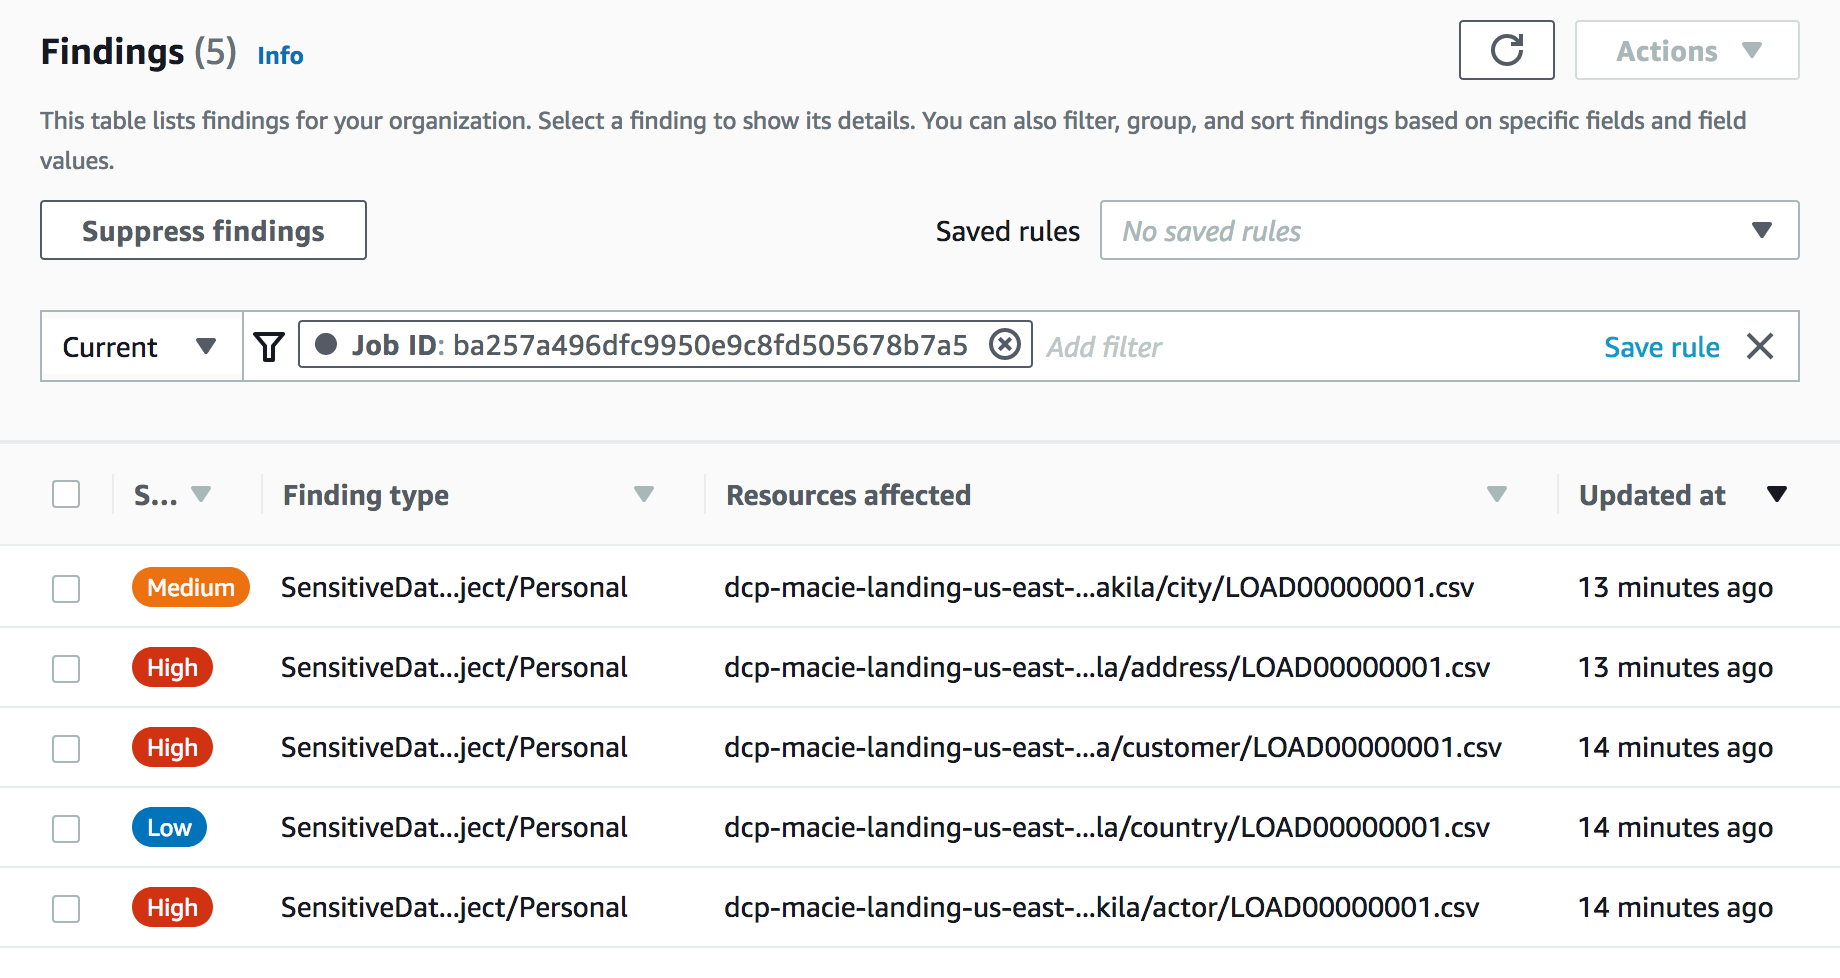 Findings (5) Info
Actions
This table lists findings for your organization. Select a finding to show its details. You can also filter, group, and sort findings based on specific fields and field
values.
Suppress findings
Saved rules No saved rules
Current Job ID: ba257a496dfc9950e9c8fd505678b7a5 Add filter Save rule
S... Finding type Resources affected Updated at
Medium SensitiveDat...ject/Personal dcp-macie-landing-us-east-...akila/city/LOAD00000001.csv 13 minutes ago
High SensitiveDat...ject/Personal dcp-macie-landing-us-east-...la/address/LOAD00000001.csv 13 minutes ago
High SensitiveDat...ject/Personal dcp-macie-landing-us-east-...a/customer/LOAD00000001.csv 14 minutes ago
Low SensitiveDat...ject/Personal dcp-macie-landing-us-east-...la/country/LOAD00000001.csv 14 minutes ago
High SensitiveDat...ject/Personal dcp-macie-landing-us-east-...kila/actor/LOAD00000001.csv 14 minutes ago